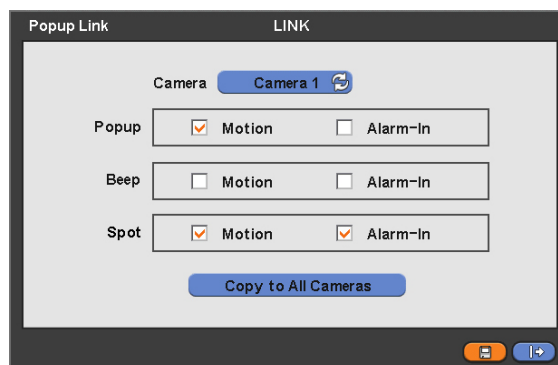 Popup Link LINK
Camera Camera 1
Popup Motion Alarm-In
Beep Motion Alarm-In
Spot Motion Alarm-In
Copy to All Cameras